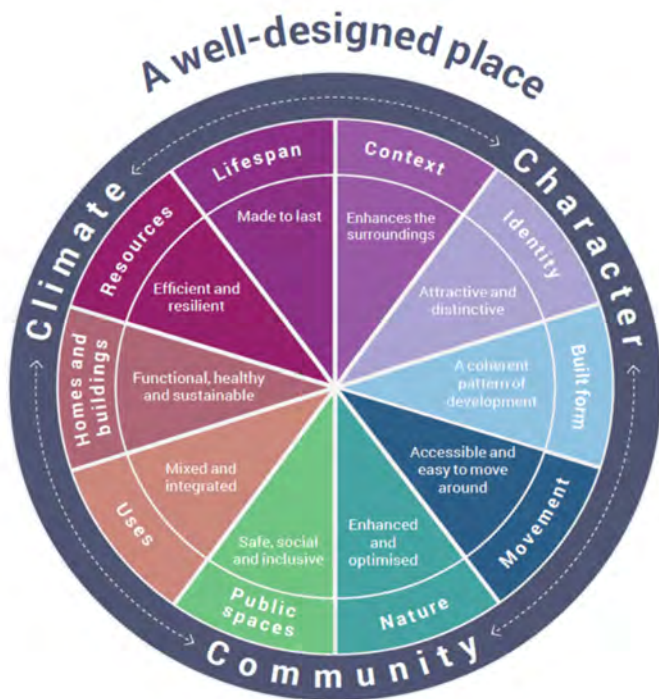 A well-designed place
Climate
Character
Community
Context
Enhances the
surroundings
Identity
Attractive and
distinctive
Built form
A coherent
pattern of
development
Movement
Accessible and
easy to move
around
Nature
Enhanced
and
optimised
Public
spaces
Safe, social
and inclusive
Uses
Mixed and
integrated
Homes and
buildings
Functional, healthy
and sustainable
Resources
Efficient and
resilient
Lifespan
Made to last